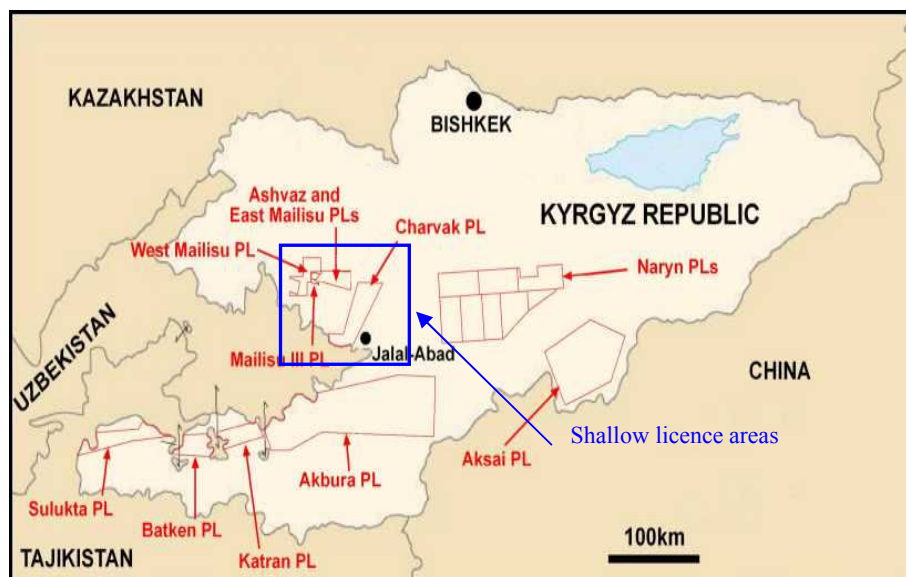 KAZAKHSTAN
BISHKEK
Ashvaz and
East Mailisu PLs
Charvak PL
KYRGYZ REPUBLIC
West Mailisu PL
Naryn PLs
UZBEKISTAN
Mailisu III PL
Jalal-Abad
CHINA
Shallow licence areas
Aksai PL
Akbura PL
Sulukta PL
Batken PL
Katran PL
TAJIKISTAN
100km